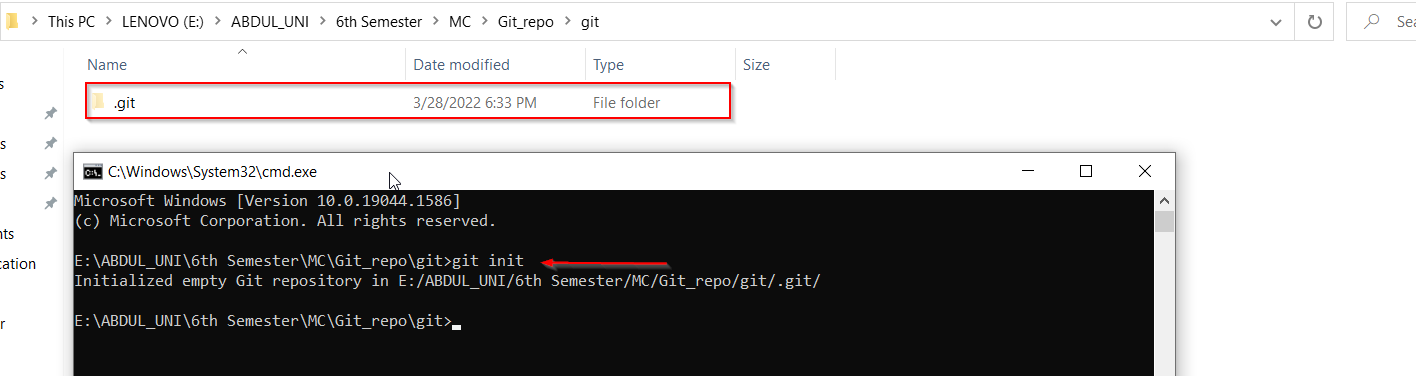 This PC > LENOVO (E:) > ABDUL_UNI > 6th Semester > MC > Git_repo > git
Sea
Name Date modified Type Size
s
.git 3/28/2022 6:33 PM File folder
s
s
C:\Windows\System32\cmd.exe
Microsoft Windows [Version 10.0.19044.1586]
(c) Microsoft Corporation. All rights reserved.
nts
cation
E:\ABDUL_UNI\6th Semester\MC\Git_repo\git>git init
Initialized empty Git repository in E:/ABDUL_UNI/6th Semester/MC/Git_repo/git/.git/
r
E:\ABDUL_UNI\6th Semester\MC\Git_repo\git>